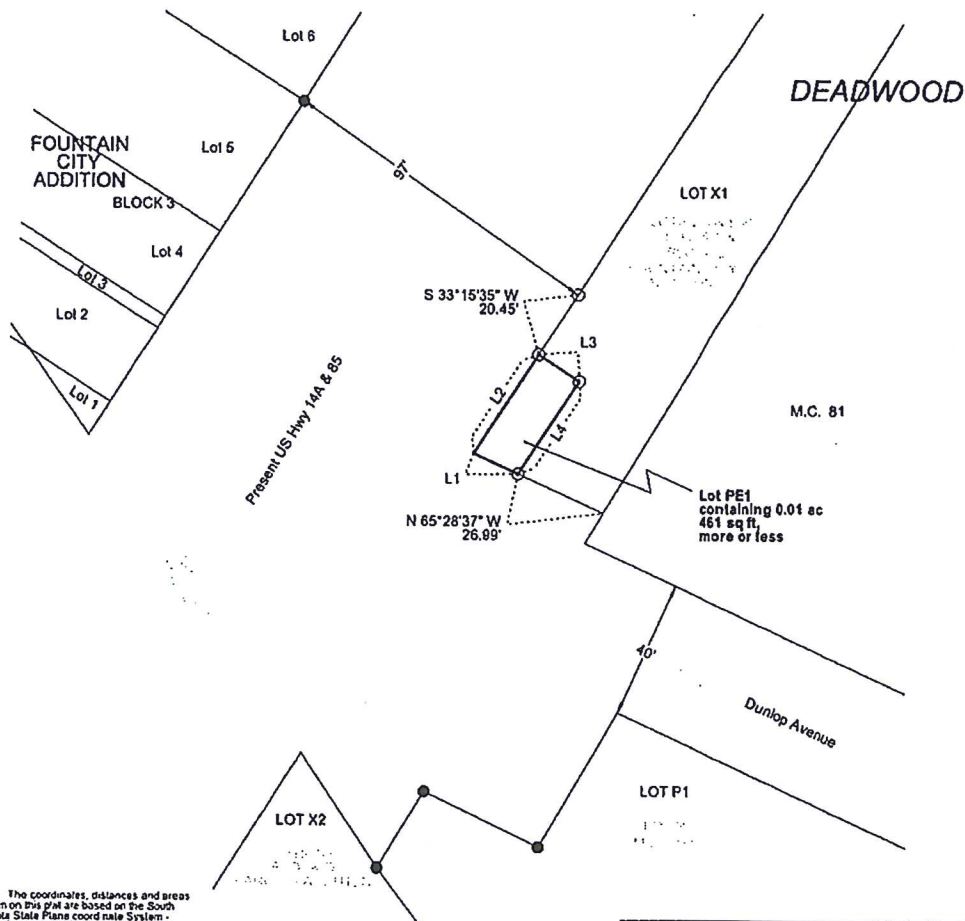 Lot 6
DEADWOOD
FOUNTAIN
CITY
ADDITION
Lot 5
97'
BLOCK 3
LOT X1
Lot 4
Lot 3
Lot 2
S 33°15'35" W
20.45'
L3
Lot 1
Present US Hwy 14A & 85
L2
L4
M.C. 81
L1
Lot PE1
containing 0.01 ac
461 sq ft,
more or less
N 65°28'37" W
26.99'
40'
Dunlop Avenue
LOT P1
LOT X2
The coordinates, distances and areas
n on this plat are based on the South
State Plane coordinate System -